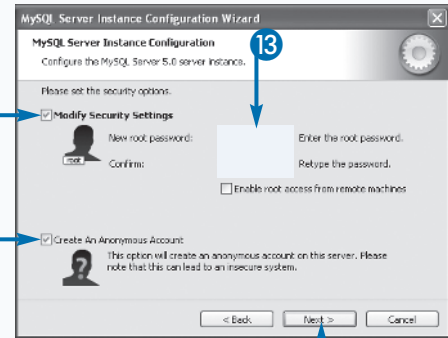 MySQL Server Instance Configuration Wizard
MySQL Server Instance Configuration
Configure the MySQL Server 5.0 server instance.
13
Please set the security options.
Modify Security Settings
New root password: Enter the root password.
root
Confirm: Retype the password.
Enable root access from remote machines
Create An Anonymous Account
This option will create an anonymous account on this server. Please
note that this can lead to an insecure system.
< Back Next > Cancel